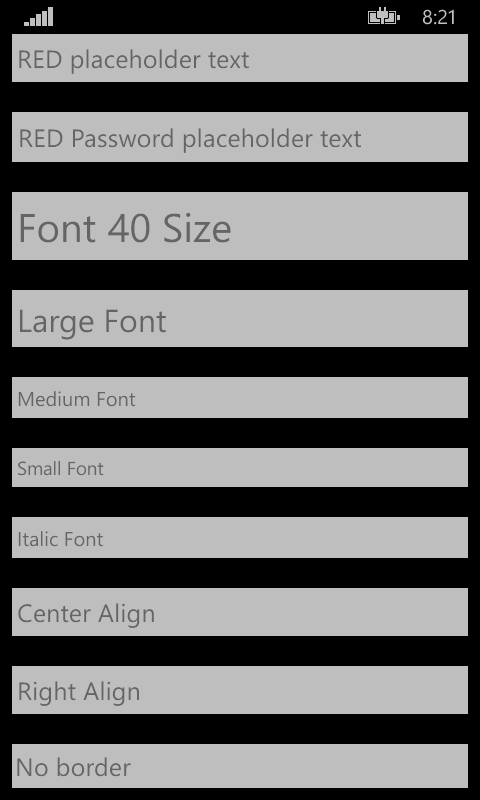 8:21
RED placeholder text
RED Password placeholder text
Font 40 Size
Large Font
Medium Font
Small Font
Italic Font
Center Align
Right Align
No border